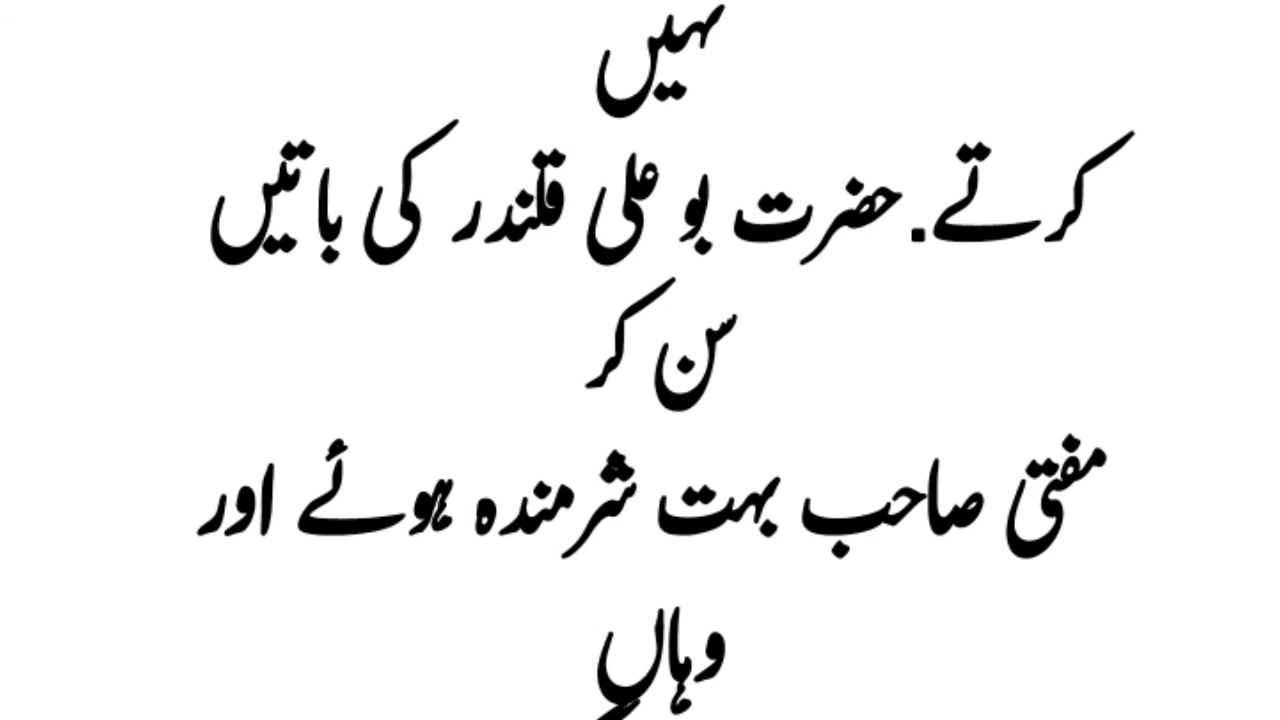 نہیں
کرتے. حضرت بو علی قلندر کی باتیں
سن کر
مفتی صاحب بہت شرمندہ ہوئے اور
وہاں